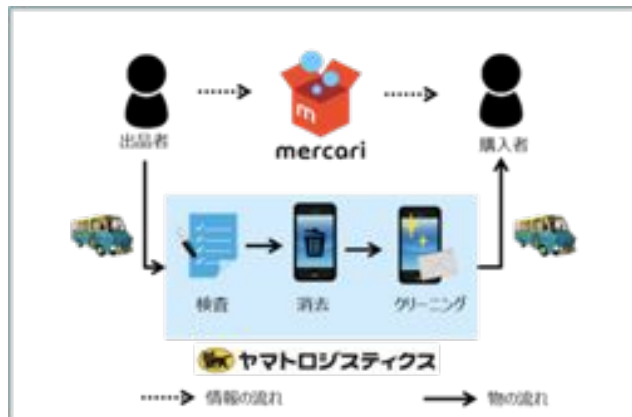 m
出品者
mercari
購入者
検査
消去
クリーニング
ヤマトロジスティクス
情報の流れ
物の流れ